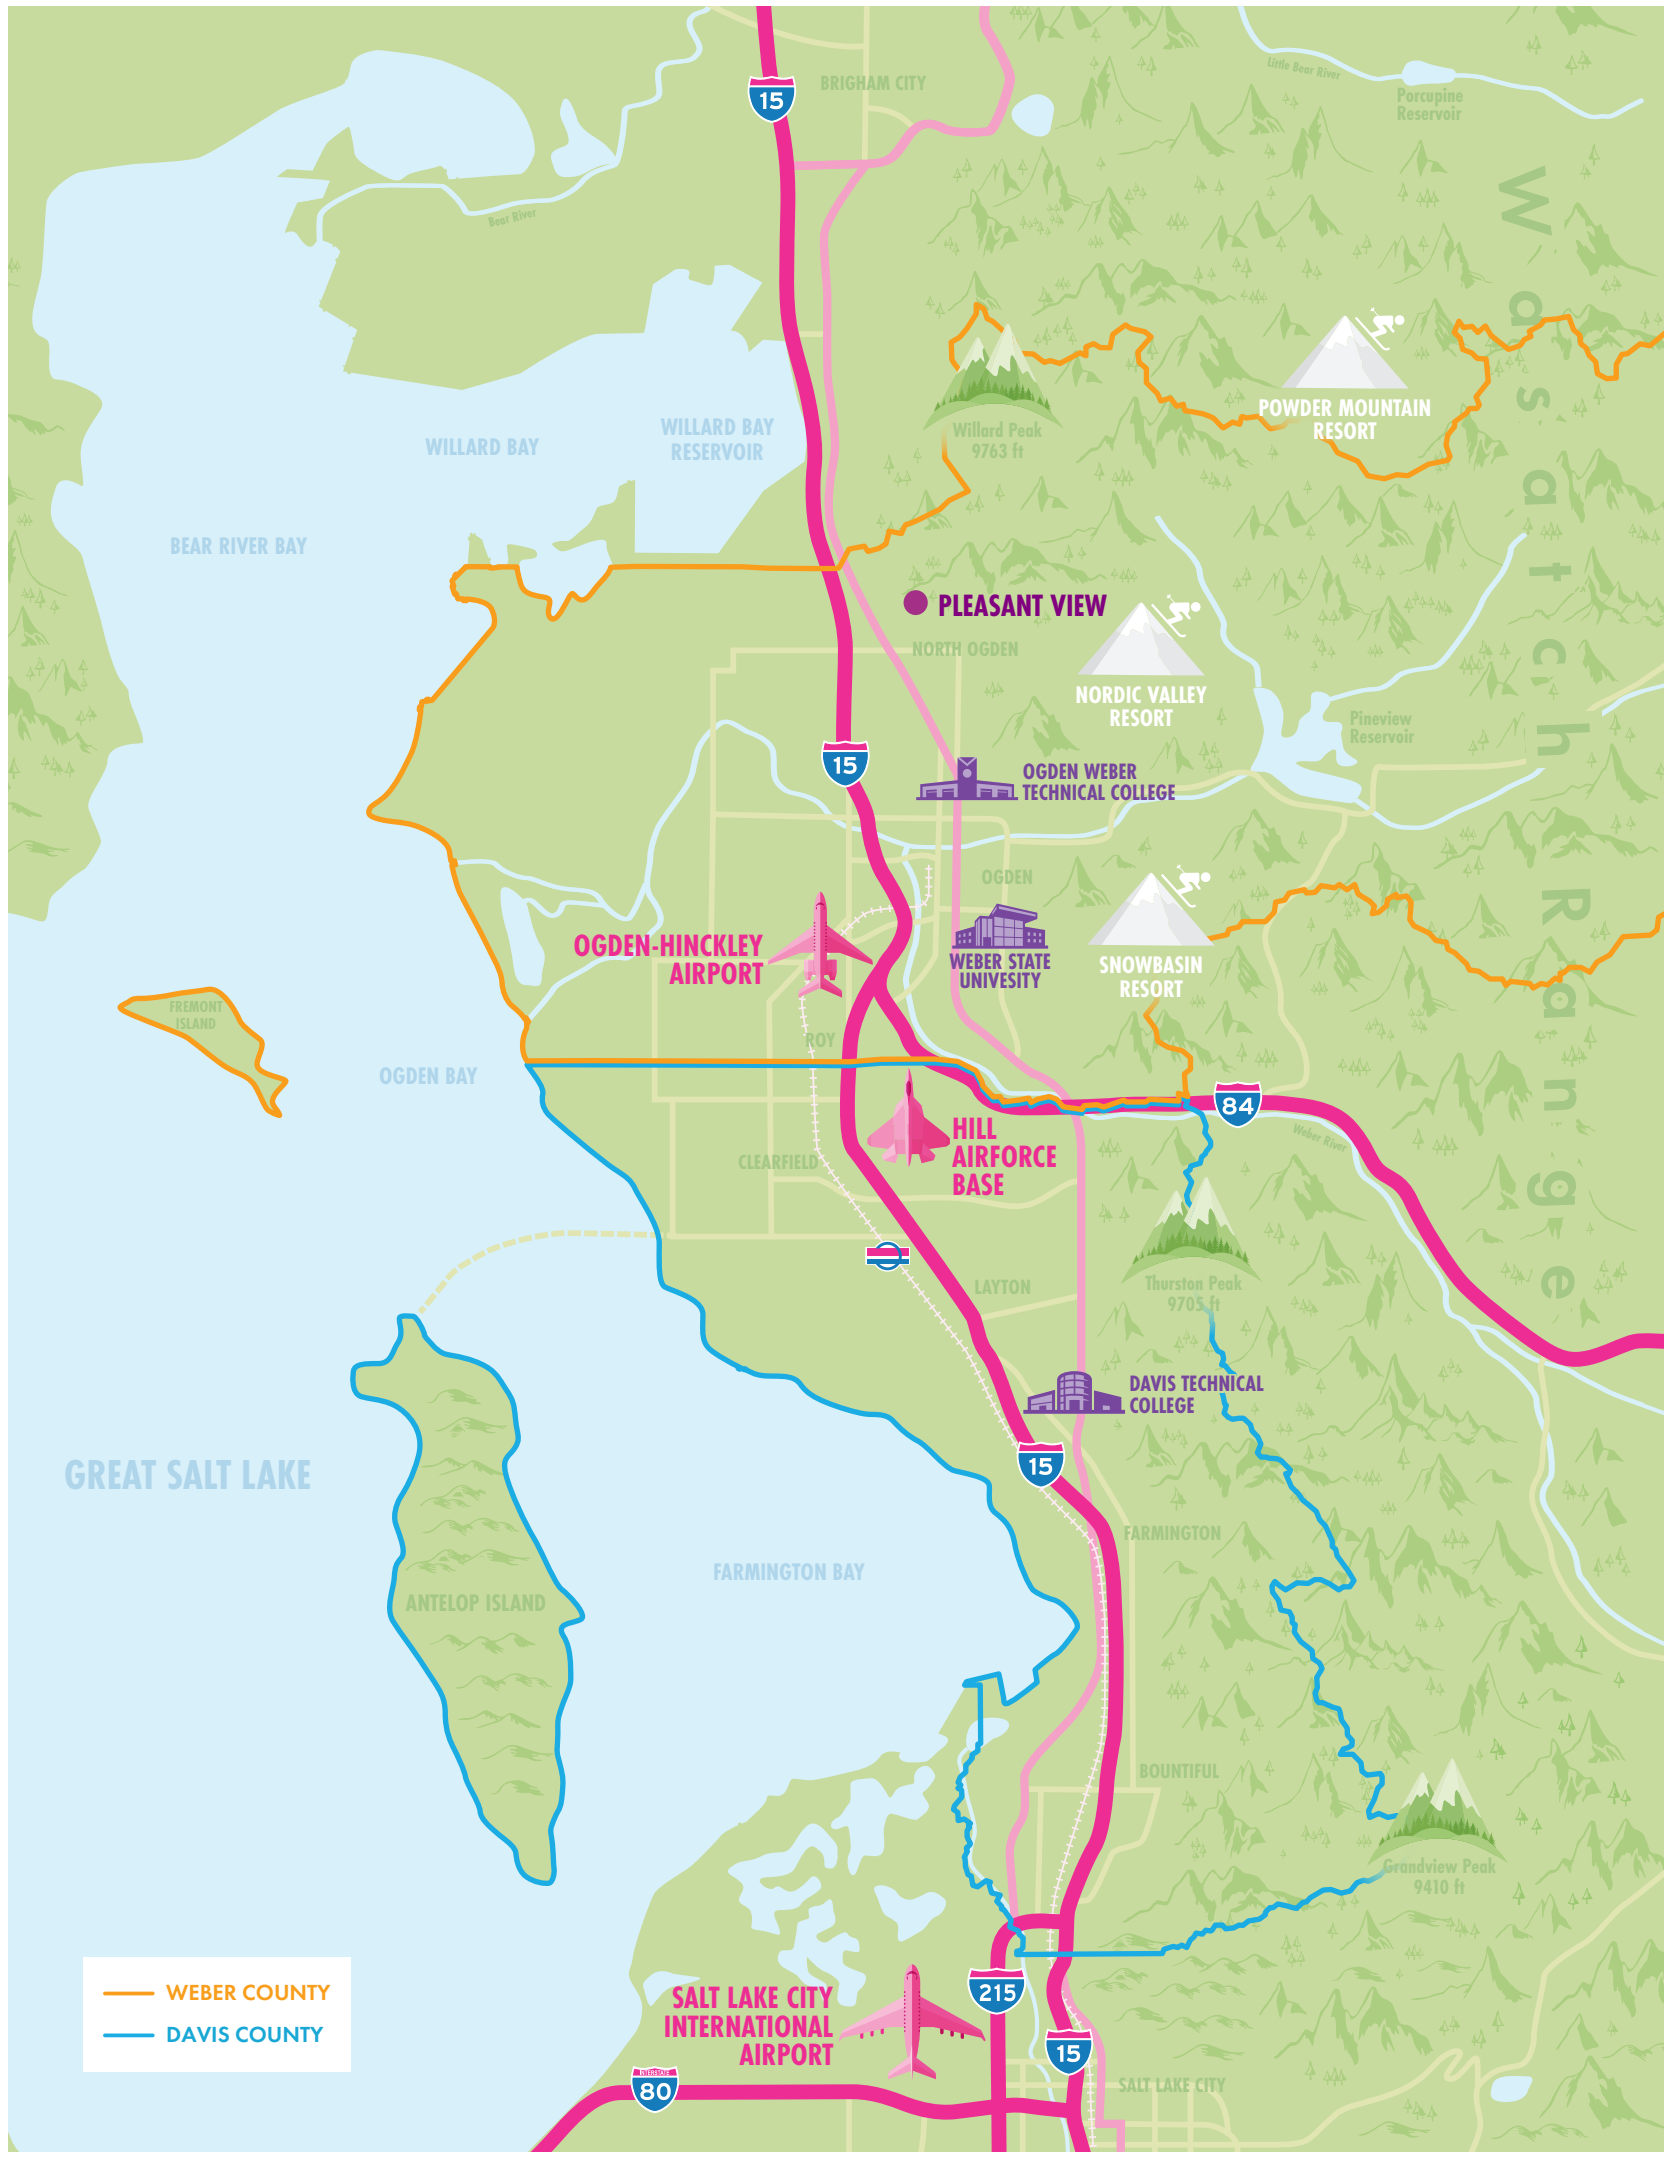 Little Bear River
BRIGHAM CITY
15
Porcupine
Reservoir
Bear River
Wasatch Range
POWDER MOUNTAIN
RESORT
Willard Peak
9763 ft
WILLARD BAY
RESERVOIR
WILLARD BAY
BEAR RIVER BAY
PLEASANT VIEW
NORTH OGDEN
NORDIC VALLEY
RESORT
Pineview
Reservoir
15
OGDEN WEBER
TECHNICAL COLLEGE
OGDEN
OGDEN-HINCKLEY
AIRPORT
WEBER STATE
UNIVESITY
SNOWBASIN
RESORT
FREMONT
ISLAND
ROY
OGDEN BAY
84
HILL
AIRFORCE
BASE
Weber River
CLEARFIELD
LAYTON
Thurston Peak
9705 ft
DAVIS TECHNICAL
COLLEGE
15
GREAT SALT LAKE
FARMINGTON
FARMINGTON BAY
ANTELOP ISLAND
BOUNTIFUL
Grandview Peak
9410 ft
WEBER COUNTY
DAVIS COUNTY
SALT LAKE CITY
INTERNATIONAL
AIRPORT
215
15
INTERSTATE
80
SALT LAKE CITY